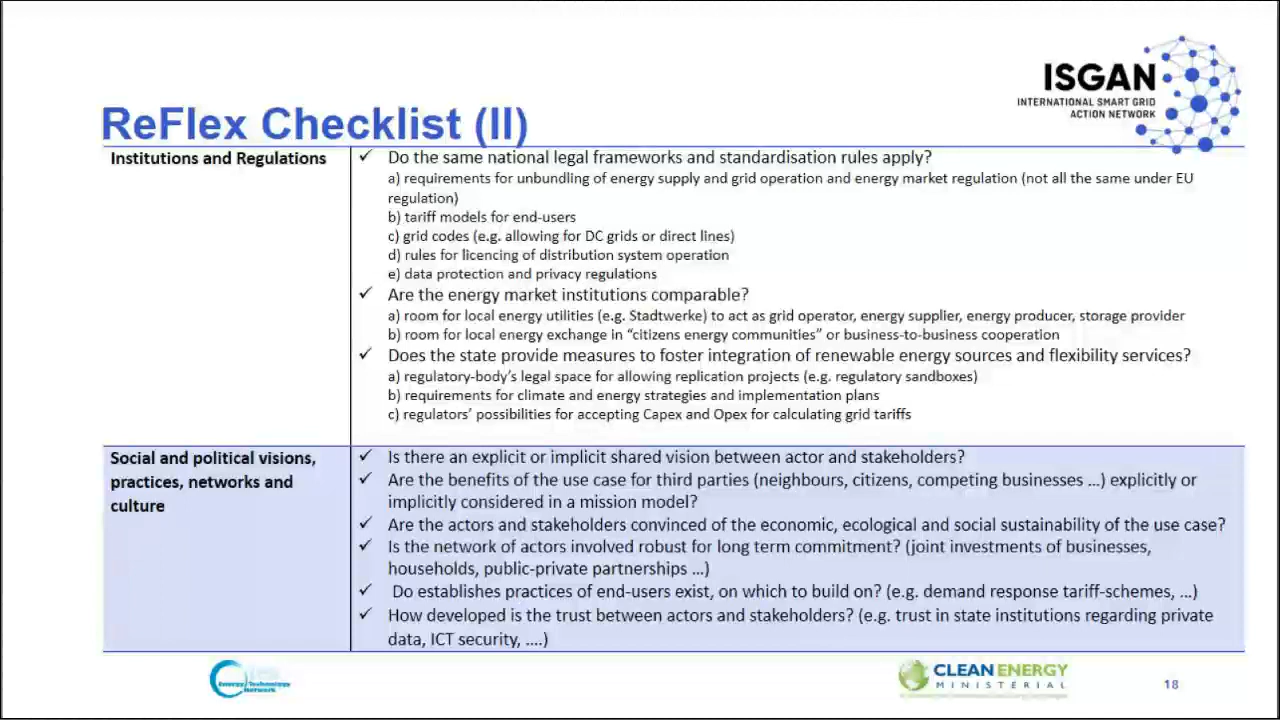 ISGAN
INTERNATIONAL SMART GRID
ACTION NETWORK
ReFlex Checklist (II)
Institutions and Regulations
✓ Do the same national legal frameworks and standardisation rules apply?
a) requirements for unbundling of energy supply and grid operation and energy market regulation (not all the same under EU
regulation)
b) tariff models for end-users
c) grid codes (e.g. allowing for DC grids or direct lines)
d) rules for licencing of distribution system operation
e) data protection and privacy regulations
✓ Are the energy market institutions comparable?
a) room for local energy utilities (e.g. Stadtwerke) to act as grid operator, energy supplier, energy producer, storage provider
b) room for local energy exchange in “citizens energy communities” or business-to-business cooperation
✓ Does the state provide measures to foster integration of renewable energy sources and flexibility services?
a) regulatory-body’s legal space for allowing replication projects (e.g. regulatory sandboxes)
b) requirements for climate and energy strategies and implementation plans
c) regulators’ possibilities for accepting Capex and Opex for calculating grid tariffs
Social and political visions,
practices, networks and
culture
✓ Is there an explicit or implicit shared vision between actor and stakeholders?
✓ Are the benefits of the use case for third parties (neighbours, citizens, competing businesses ...) explicitly or
implicitly considered in a mission model?
✓ Are the actors and stakeholders convinced of the economic, ecological and social sustainability of the use case?
✓ Is the network of actors involved robust for long term commitment? (joint investments of businesses,
households, public-private partnerships ...)
✓ Do establishes practices of end-users exist, on which to build on? (e.g. demand response tariff-schemes, ...)
✓ How developed is the trust between actors and stakeholders? (e.g. trust in state institutions regarding private
data, ICT security, ....)
Energy Technology
Network
CLEAN ENERGY
MINISTERIAL
18